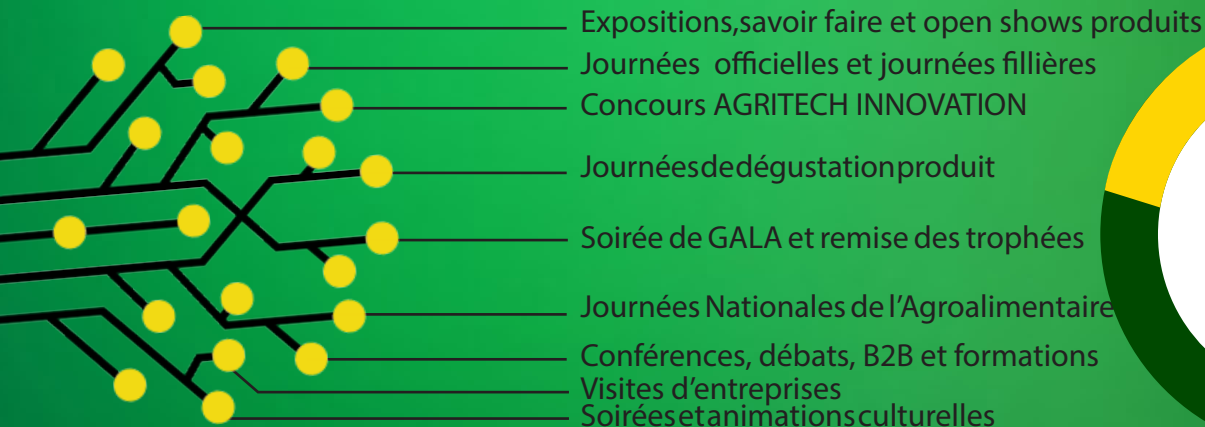 Expositions,savoir faire et open shows produits
Journées officielles et journées fillières
Concours AGRITECH INNOVATION
Journéesdedégustationproduit
Soirée de GALA et remise des trophées
Journées Nationales de l’Agroalimentaire
Conférences, débats, B2B et formations
Visites d’entreprises
Soiréesetanimationsculturelles